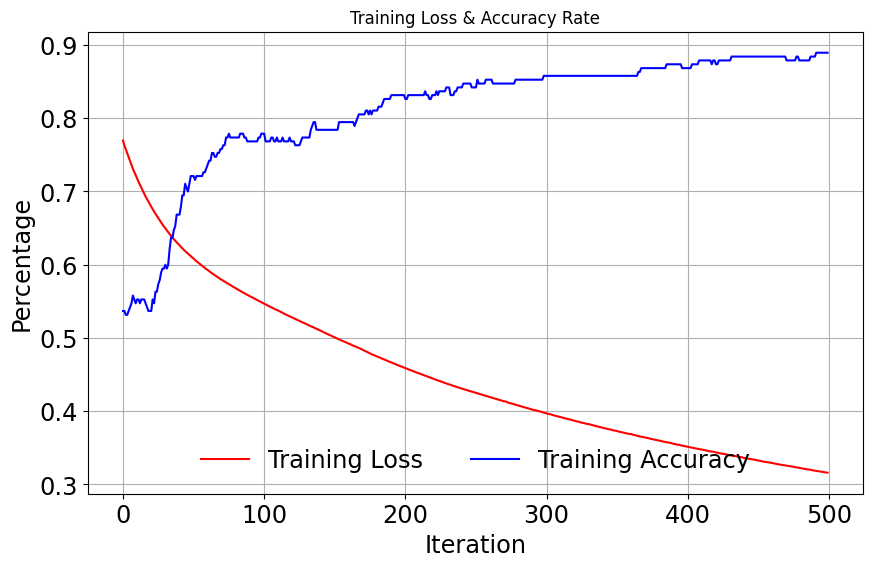 Training Loss & Accuracy Rate
Percentage
0.9
0.8
0.7
0.6
0.5
0.4
0.3
Training Loss
Training Accuracy
0 100 200 300 400 500
Iteration